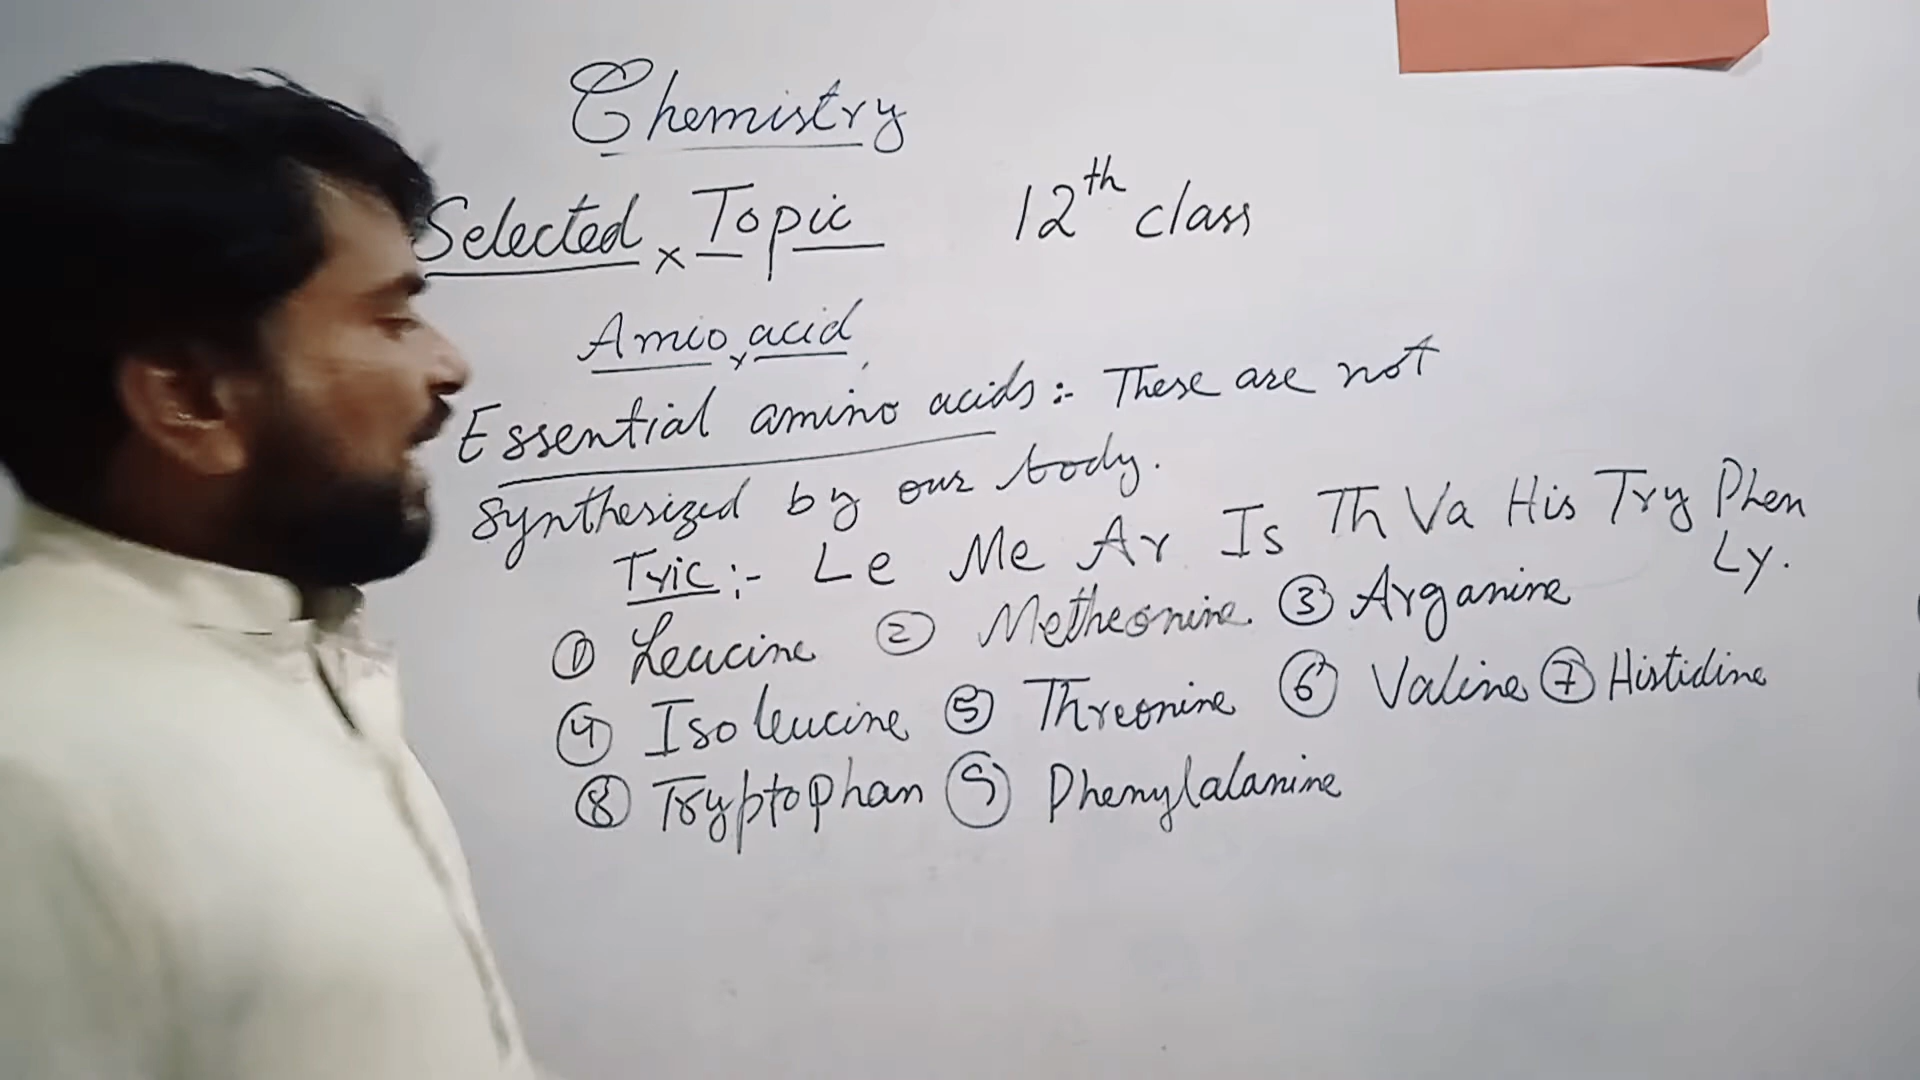 Chemistry
Selected Topic 12th class
Amio acid
Essential amino acids :- These are not
synthesized by our body.
Tric :- Le Me Ar Is Th Va His Try Phen
Ly.
① Leucine ② Metheonine ③ Arganine
④ Isoleucine ⑤ Threonine ⑥ Valine ⑦ Histidine
⑧ Tryptophan ⑨ Phenylalanine